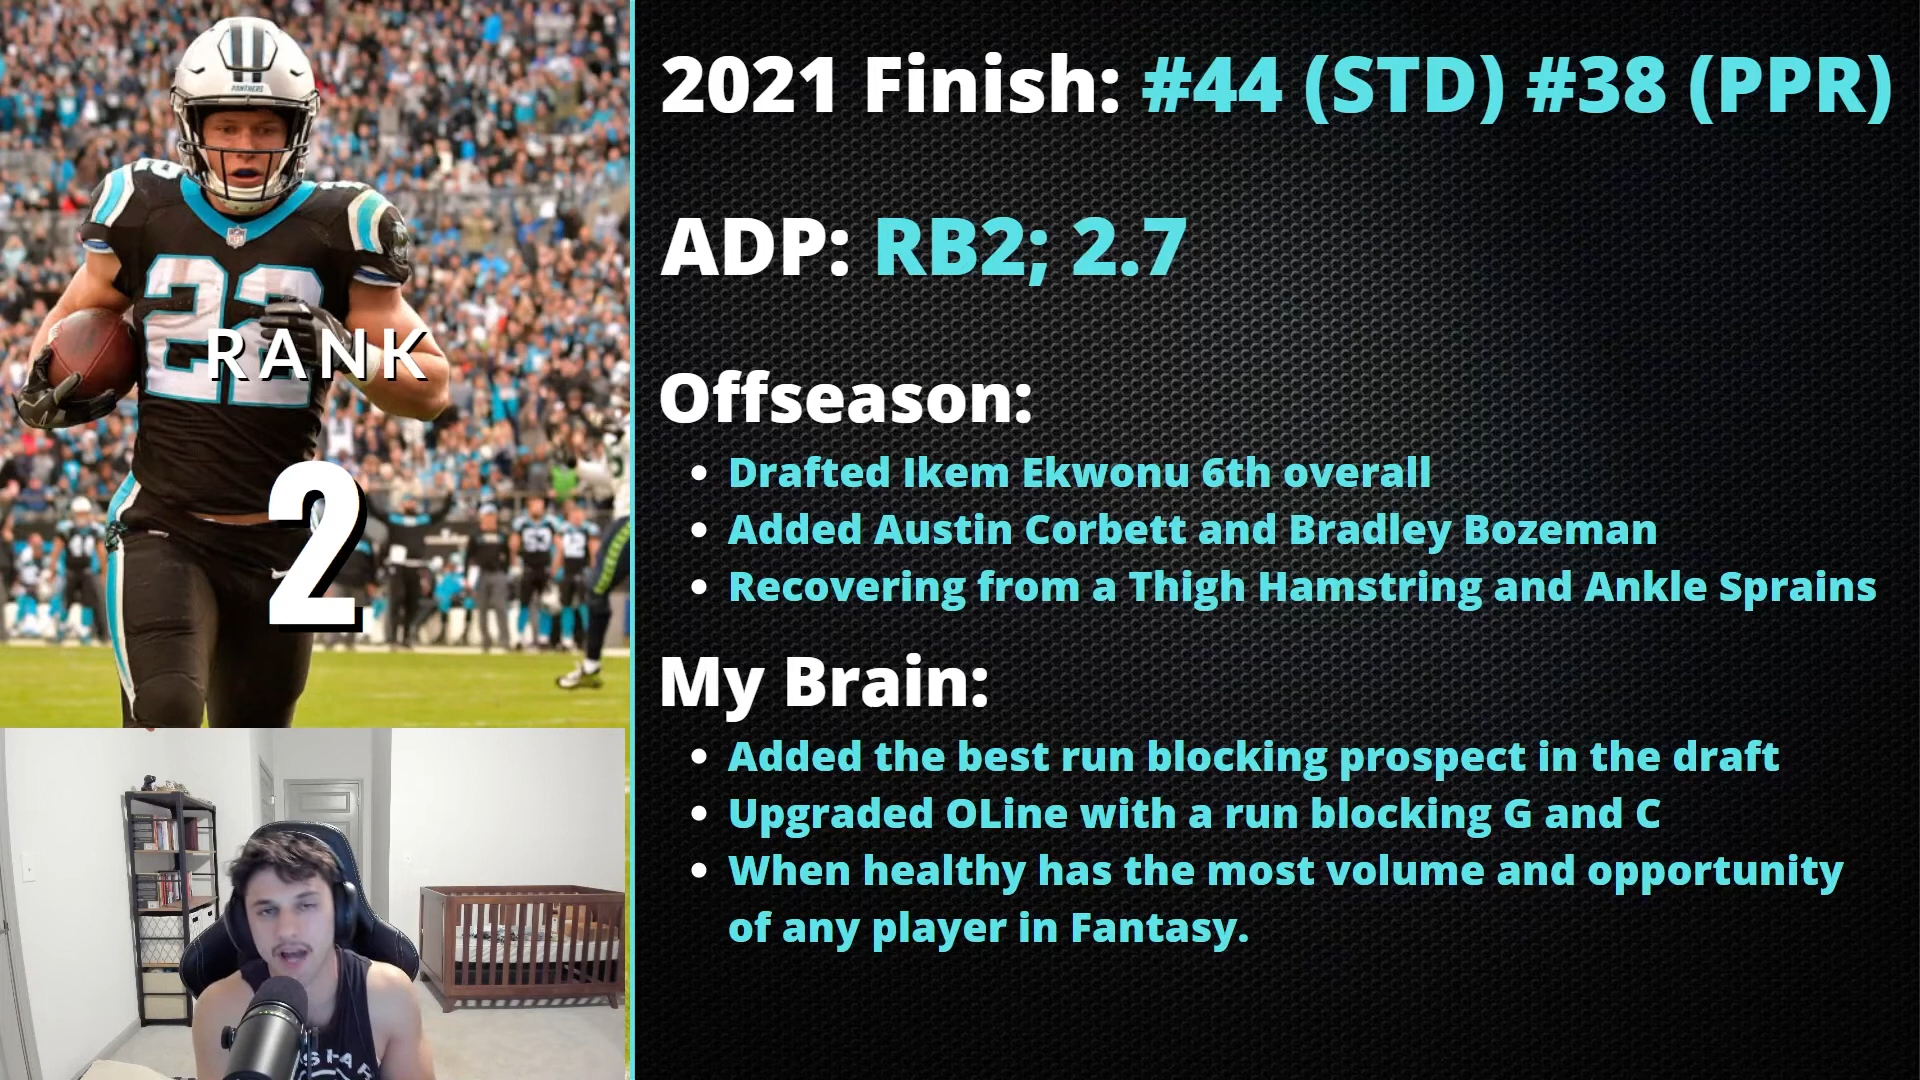 2021 Finish: #44 (STD) #38 (PPR)
ADP: RB2; 2.7
Offseason:
• Drafted Ikem Ekwonu 6th overall
• Added Austin Corbett and Bradley Bozeman
• Recovering from a Thigh Hamstring and Ankle Sprains
My Brain:
• Added the best run blocking prospect in the draft
• Upgraded OLine with a run blocking G and C
• When healthy has the most volume and opportunity
of any player in Fantasy.
PANTHERS
22
RANK
2
53